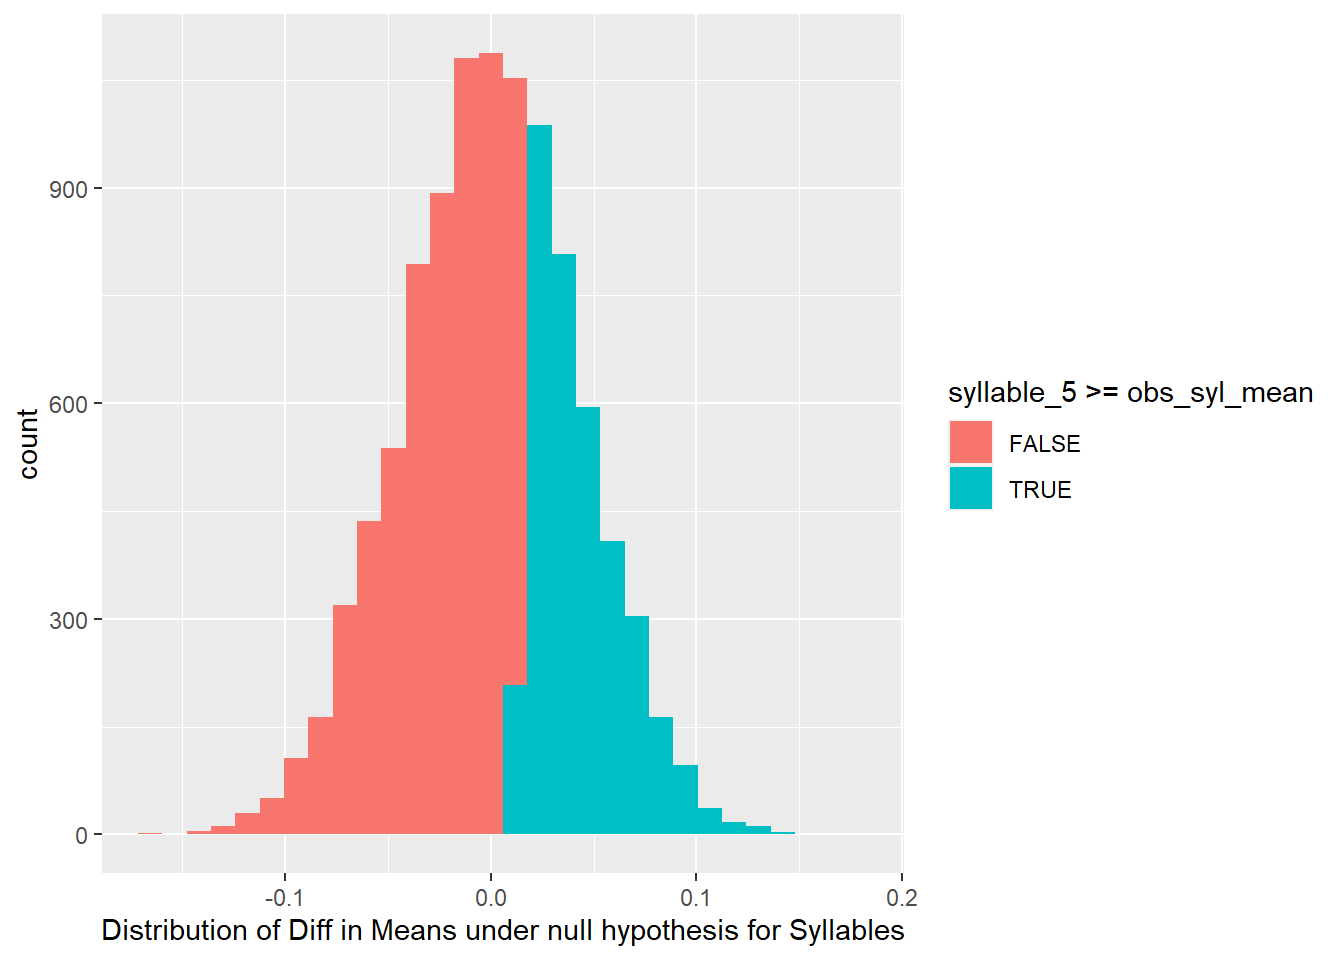 900
600
300
0
count
-0.1
0.0
0.1
0.2
Distribution of Diff in Means under null hypothesis for Syllables
syllable_5 >= obs_syl_mean
FALSE
TRUE